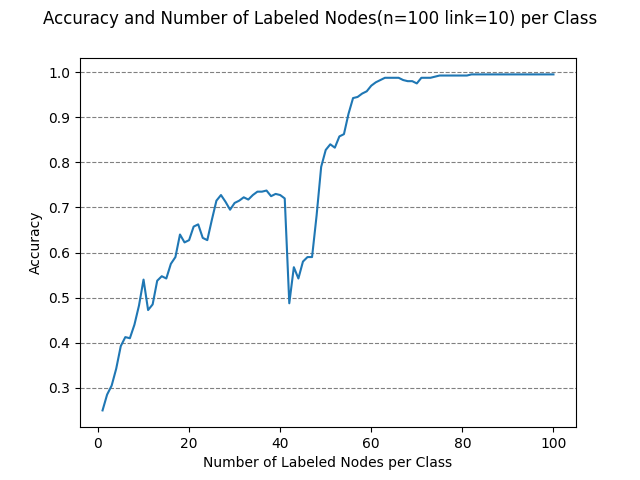 Accuracy and Number of Labeled Nodes(n=100 link=10) per Class
1.0
0.9
0.8
0.7
0.6
0.5
0.4
0.3
Accuracy
0 20 40 60 80 100
Number of Labeled Nodes per Class